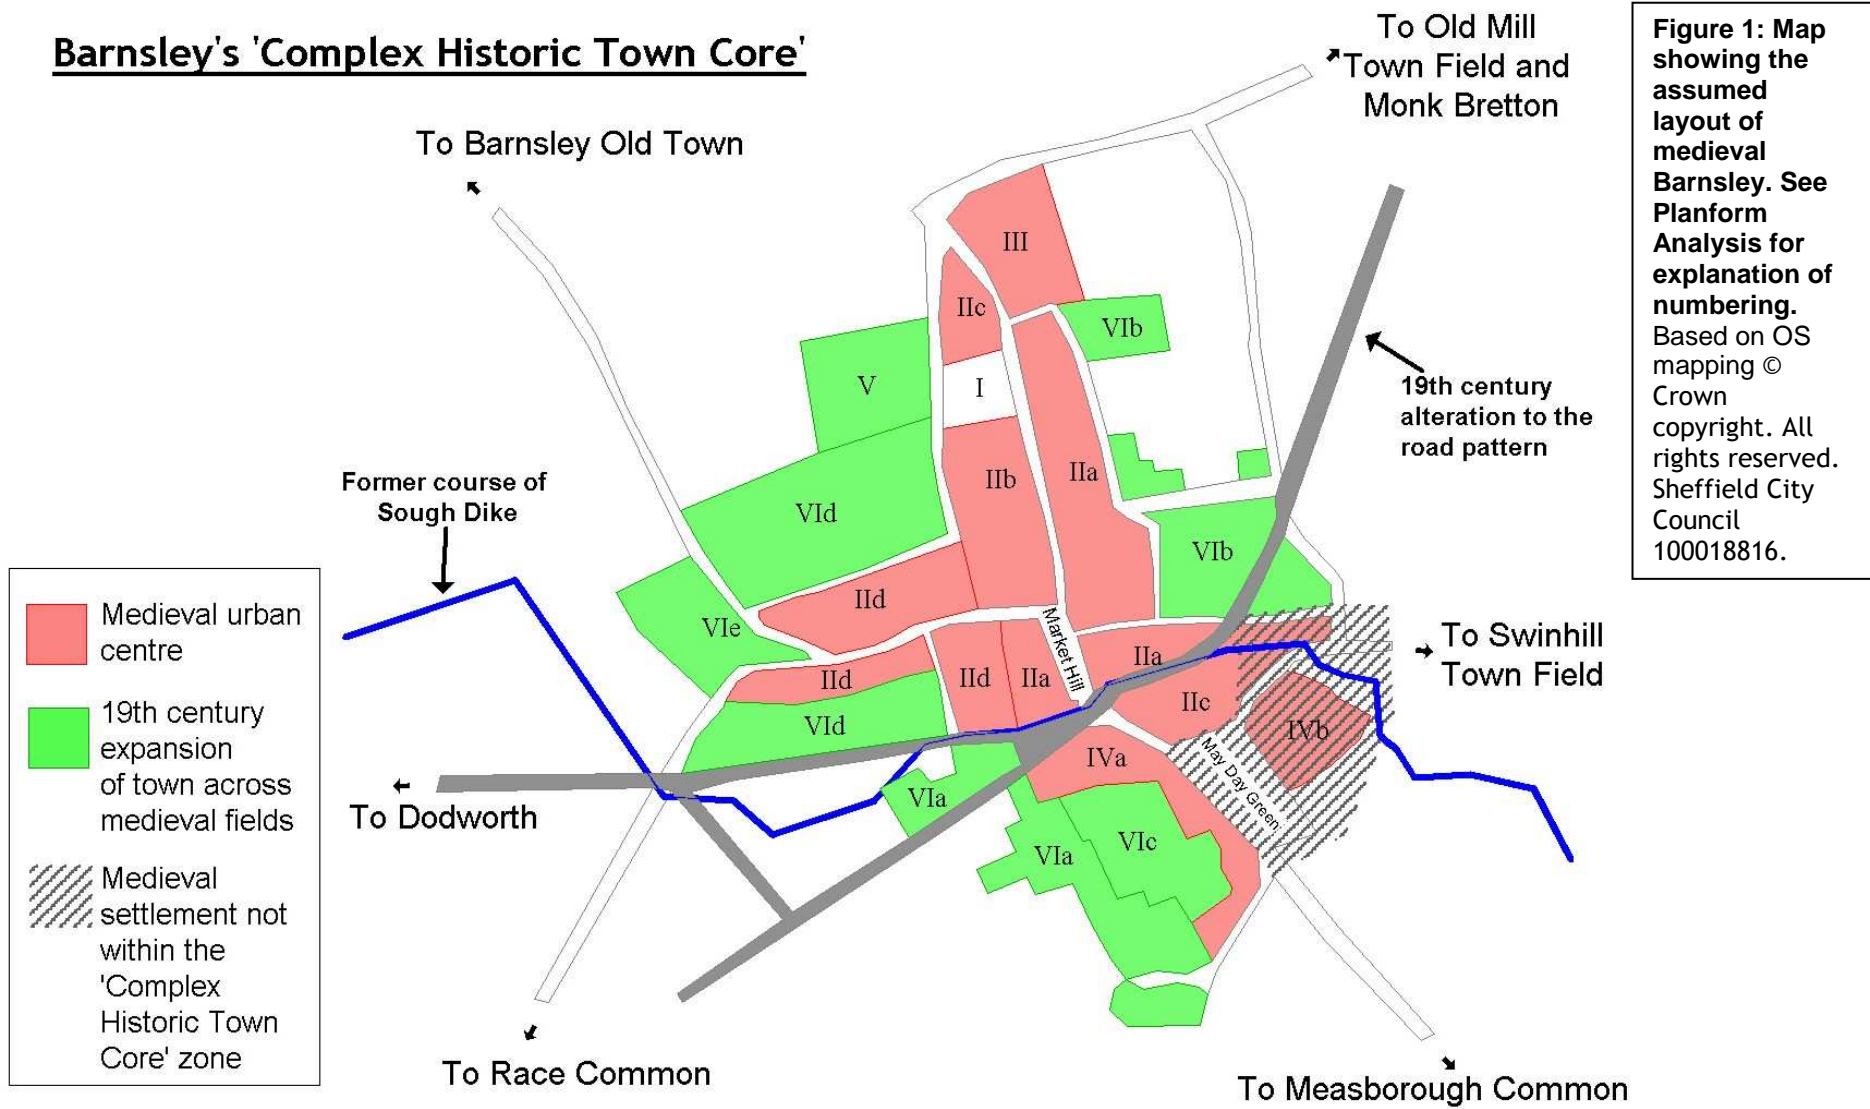 Barnsley's 'Complex Historic Town Core'
To Old Mill
Town Field and
Monk Bretton
To Barnsley Old Town
Figure 1: Map
showing the
assumed
layout of
medieval
Barnsley. See
Planform
Analysis for
explanation of
numbering.
Based on OS
mapping ©
Crown
copyright. All
rights reserved.
Sheffield City
Council
100018816.
III
IIc
VIb
V
I
19th century
alteration to the
road pattern
IIb
IIa
Former course of
Sough Dike
VId
VIb
IId
VIe
Market Hill
IIa
To Swinhill
Town Field
IId
IId
IIa
IIc
VId
IVb
IVa
May Day Green
VIa
To Dodworth
VIa
VIc
Medieval urban
centre
19th century
expansion
of town across
medieval fields
Medieval
settlement not
within the
'Complex
Historic Town
Core' zone
To Race Common
To Measborough Common